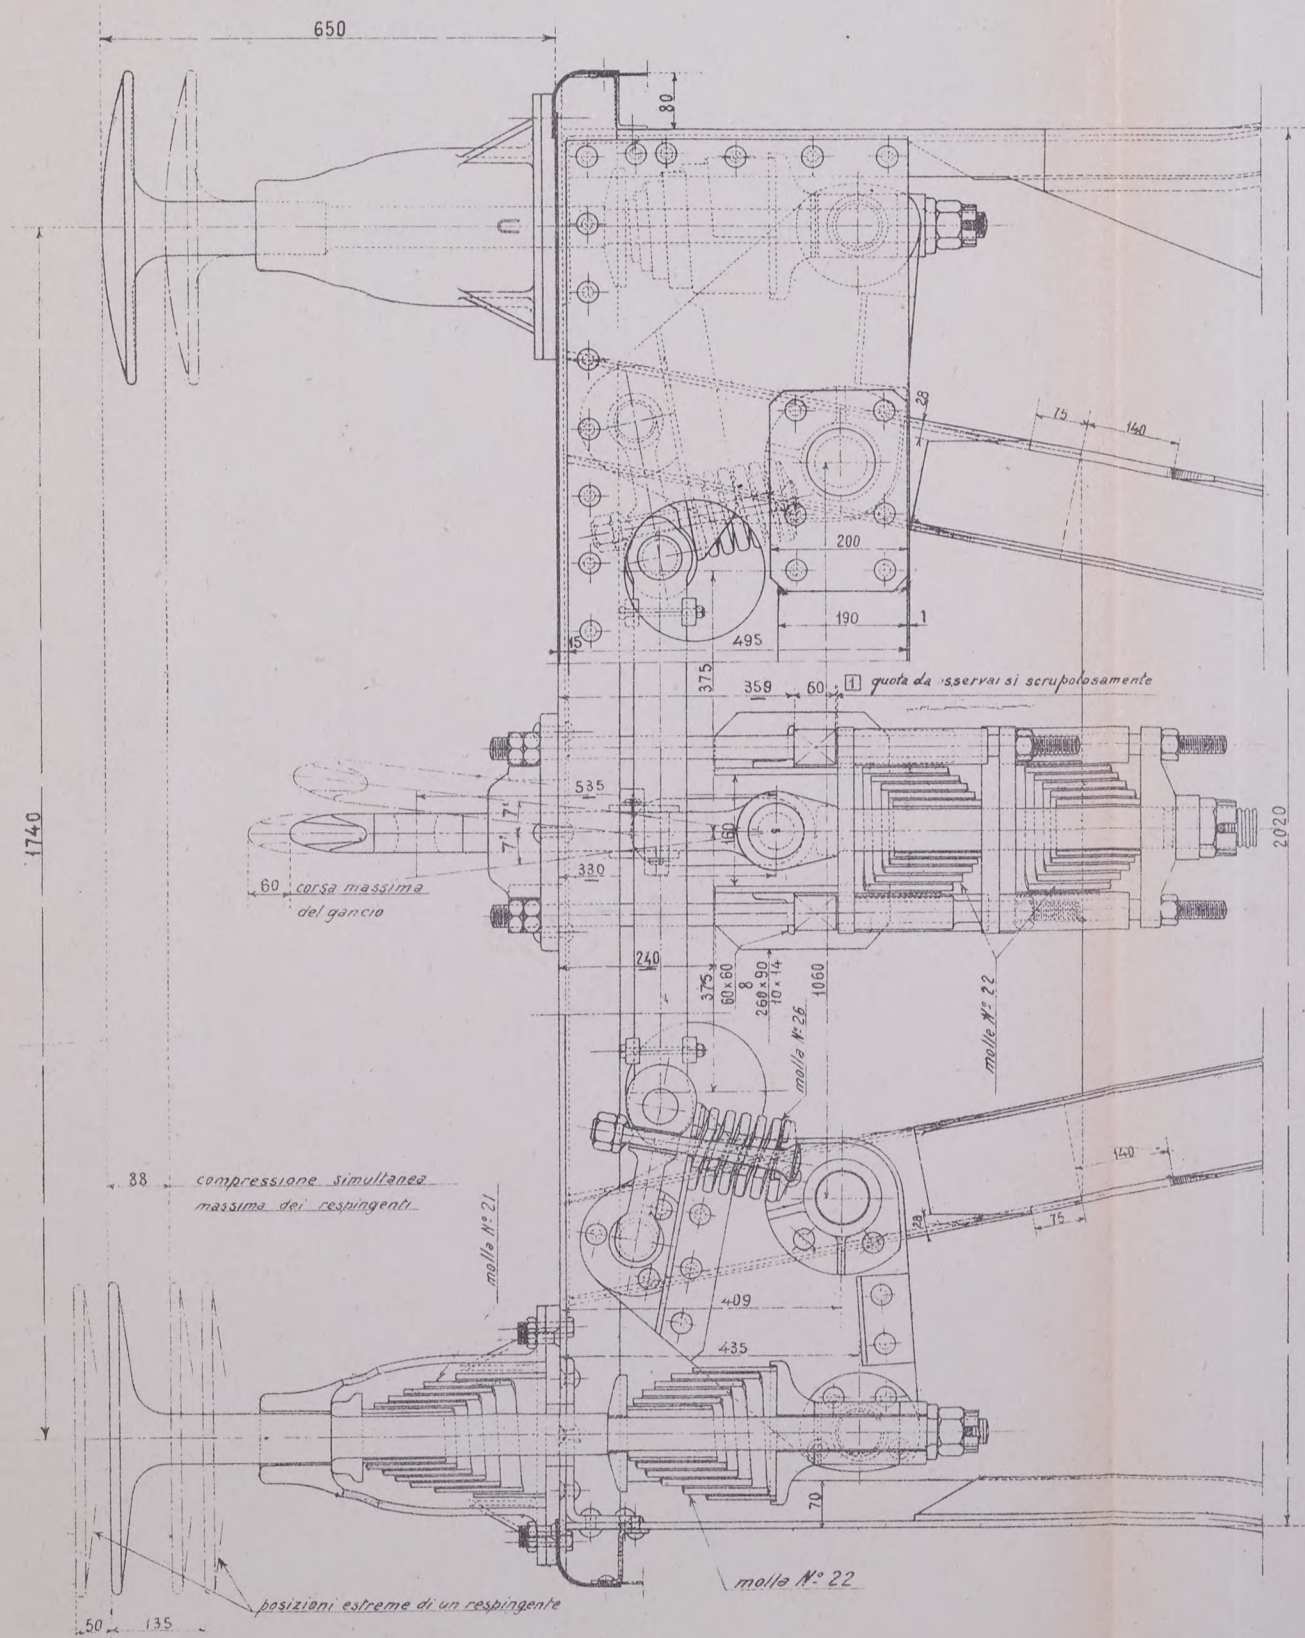 650
80
28
75
140
200
190
1
15
495
375
359
60
1 quota da sservarsi scrupolosamente
535
7°
7°
160
330
60 corsa massima
del gancio
1740
2020
240
375
60x60
8
260x90
10x14
1060
molla N° 26
molle N° 22
88 compressione simultanea
massima dei respingenti
molla N° 21
140
75
28
409
435
70
molla N° 22
posizioni estreme di un respingente
50
135